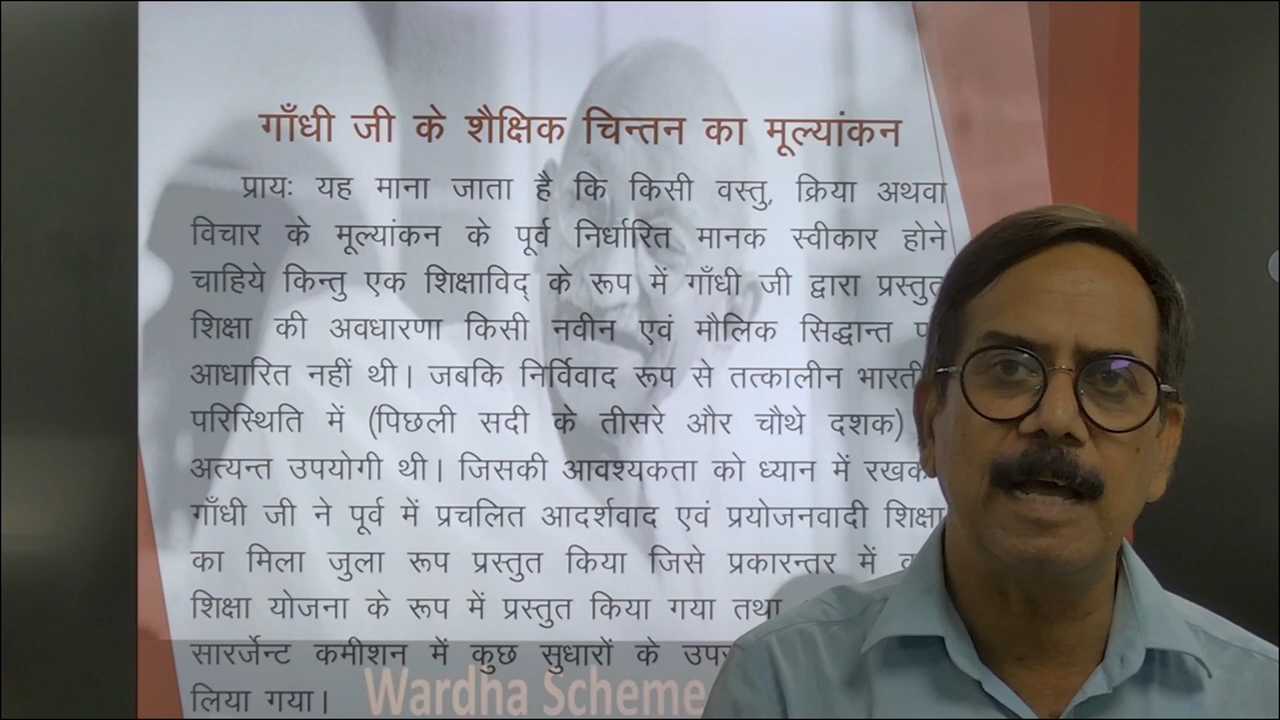 गाँधी जी के शैक्षिक चिन्तन का मूल्यांकन
प्रायः यह माना जाता है कि किसी वस्तु, क्रिया अथवा
विचार के मूल्यांकन के पूर्व निर्धारित मानक स्वीकार होने
चाहिये किन्तु एक शिक्षाविद् के रूप में गाँधी जी द्वारा प्रस्तुत
शिक्षा की अवधारणा किसी नवीन एवं मौलिक सिद्धान्त
आधारित नहीं थी। जबकि निर्विवाद रूप से तत्कालीन
परिस्थिति में (पिछली सदी के तीसरे और चौथे दशक)
अत्यन्त उपयोगी थी। जिसकी आवश्यकता को ध्यान में
गाँधी जी ने पूर्व में प्रचलित आदर्शवाद एवं प्रयोजनवादी शिक्षा
का मिला जुला रूप प्रस्तुत किया जिसे प्रकारन्तर में
शिक्षा योजना के रूप में प्रस्तुत किया गया तथा
सारर्जेन्ट कमीशन में कुछ सुधारों के
लिया गया।
Wardha Scheme